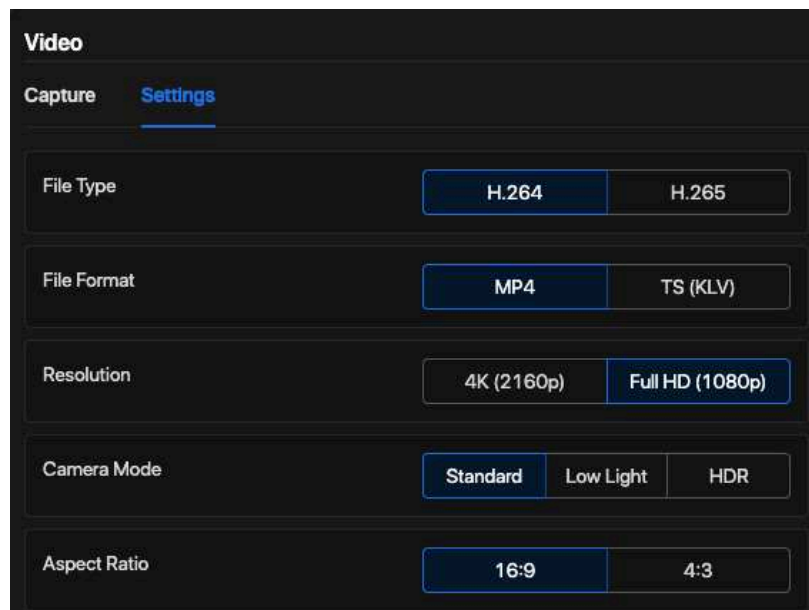 Video
Capture Settings
File Type H.264 H.265
File Format MP4 TS (KLV)
Resolution 4K (2160p) Full HD (1080p)
Camera Mode Standard Low Light HDR
Aspect Ratio 16:9 4:3